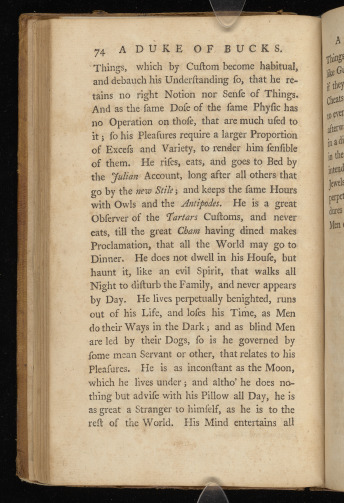 74 A DUKE OF BUCKS.
Things, which by Cuſtom become habitual,
and debauch his Underſtanding ſo, that he re-
tains no right Notion nor Senſe of Things.
And as the ſame Doſe of the ſame Phyſic has
no Operation on thoſe, that are much uſed to
it; ſo his Pleaſures require a larger Proportion
of Exceſs and Variety, to render him ſenſible
of them. He riſes, eats, and goes to Bed by
the Julian Account, long after all others that
go by the new Stile; and keeps the ſame Hours
with Owls and the Antipodes. He is a great
Obſerver of the Tartars Cuſtoms, and never
eats, till the great Cham having dined makes
Proclamation, that all the World may go to
Dinner. He does not dwell in his Houſe, but
haunt it, like an evil Spirit, that walks all
Night to diſturb the Family, and never appears
by Day. He lives perpetually benighted, runs
out of his Life, and loſes his Time, as Men
do their Ways in the Dark; and as blind Men
are led by their Dogs, ſo is he governed by
ſome mean Servant or other, that relates to his
Pleaſures. He is as inconſtant as the Moon,
which he lives under; and altho' he does no-
thing but adviſe with his Pillow all Day, he is
as great a Stranger to himſelf, as he is to the
reſt of the World. His Mind entertains all
A
Things
if they
Cheats
in the
Jewels
Men